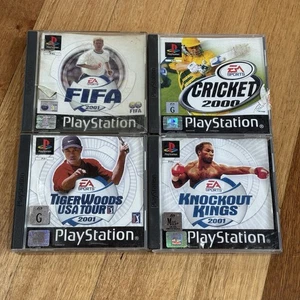 EA SPORTS
FIFA
2001
PlayStation
EA SPORTS
CRICKET
2000
G
PlayStation
EA SPORTS
TIGER WOODS
USA TOUR
2001
G
PlayStation
EA SPORTS
KNOCKOUT
KINGS
2001
PlayStation